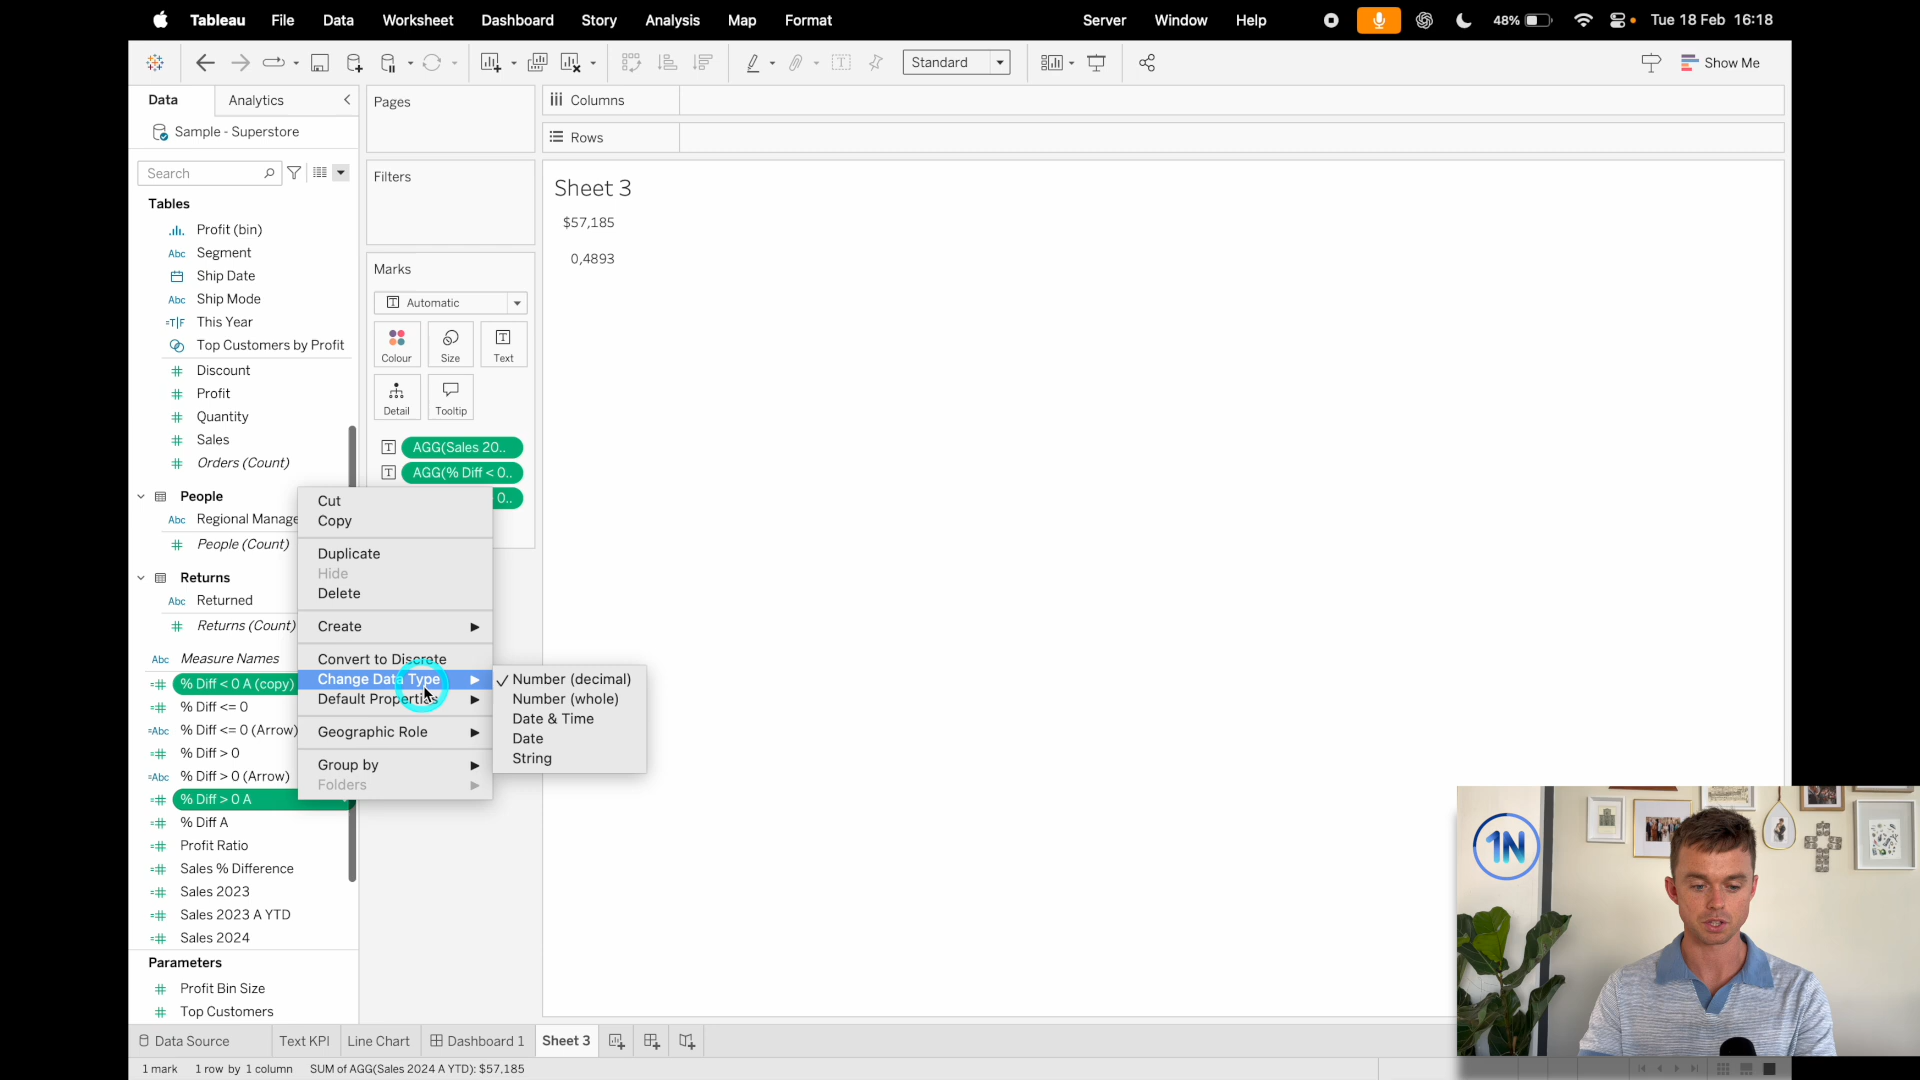 Tableau File Data Worksheet Dashboard Story Analysis Map Format Server Window Help 48% Tue 18 Feb 16:18
Standard Show Me
Data Analytics
Sample - Superstore
Search
Tables
Profit (bin)
Abc Segment
Ship Date
Abc Ship Mode
=T|F This Year
Top Customers by Profit
Discount
Profit
Quantity
Sales
Orders (Count)
People
Abc Regional Manage
People (Count)
Returns
Abc Returned
Returns (Count)
Abc Measure Names
% Diff < 0 A (copy)
% Diff <= 0
=Abc % Diff <= 0 (Arrow)
% Diff > 0
=Abc % Diff > 0 (Arrow)
% Diff > 0 A
% Diff A
Profit Ratio
Sales % Difference
Sales 2023
Sales 2023 A YTD
Sales 2024
Parameters
Profit Bin Size
Top Customers
Pages
Filters
Marks
Automatic
Colour Size Text
Detail Tooltip
AGG(Sales 20..
AGG(% Diff < 0..
0..
Columns
Rows
Sheet 3
$57,185
0,4893
Cut
Copy
Duplicate
Hide
Delete
Create
Convert to Discrete
Change Data Type
Default Properties
Geographic Role
Group by
Folders
Number (decimal)
Number (whole)
Date & Time
Date
String
1N
Data Source Text KPI Line Chart Dashboard 1 Sheet 3
1 mark 1 row by 1 column SUM of AGG(Sales 2024 A YTD): $57,185